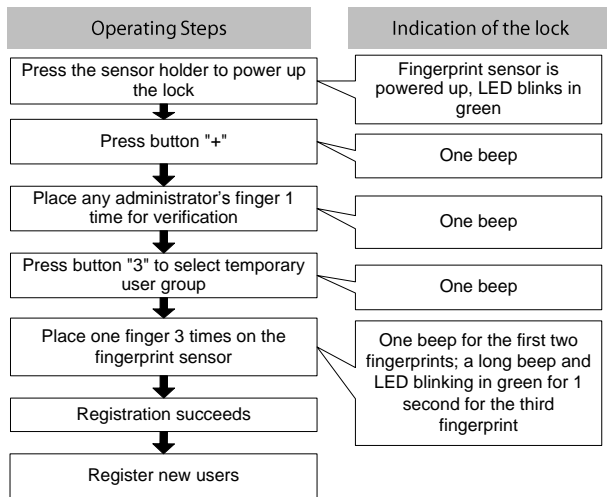 Operating Steps
Indication of the lock
Press the sensor holder to power up
the lock
Fingerprint sensor is
powered up, LED blinks in
green
Press button "+"
One beep
Place any administrator's finger 1
time for verification
One beep
Press button "3" to select temporary
user group
One beep
Place one finger 3 times on the
fingerprint sensor
One beep for the first two
fingerprints; a long beep and
LED blinking in green for 1
second for the third
fingerprint
Registration succeeds
Register new users